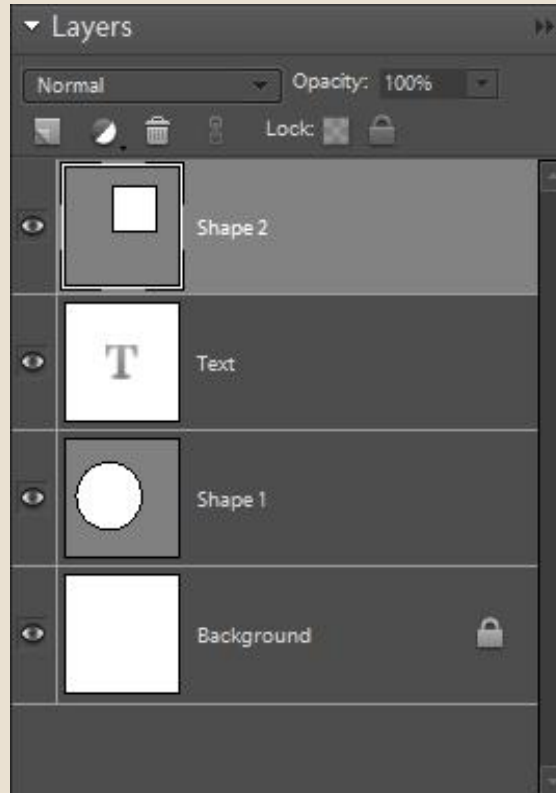 Layers
Normal Opacity: 100%
Lock:
Shape 2
T
Text
Shape 1
Background